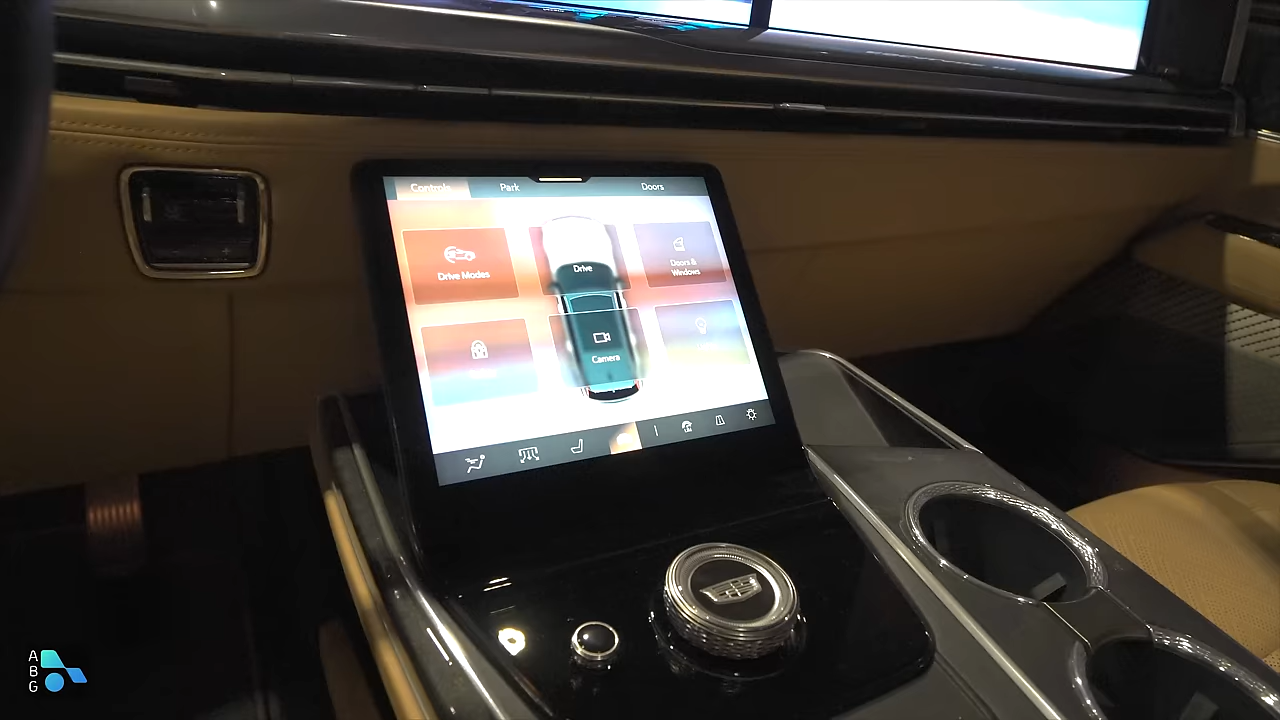 Controls
Park
Doors
Drive Modes
Drive
Doors &
Windows
Camera
A
B
G